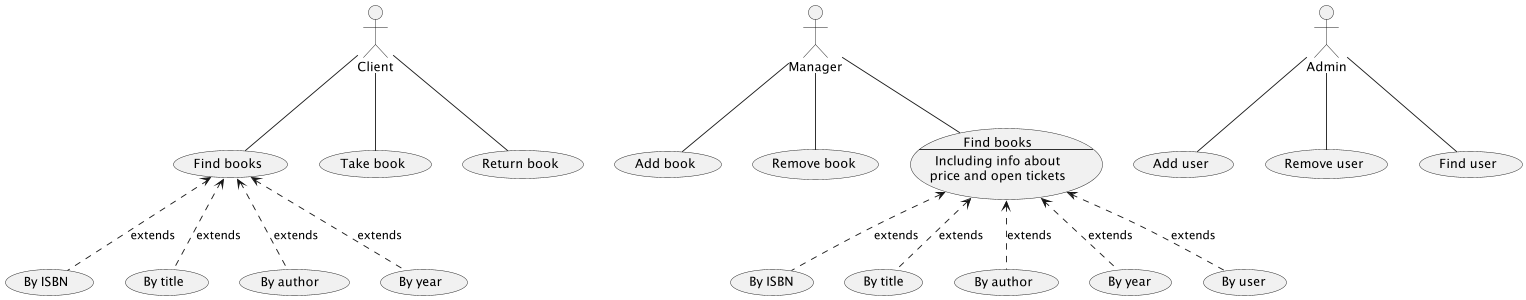 Client
Manager
Admin
Find books
Take book
Return book
Add book
Remove book
Find books
Including info about
price and open tickets
Add user
Remove user
Find user
extends
extends
extends
extends
extends
extends
extends
extends
extends
By ISBN
By title
By author
By year
By ISBN
By title
By author
By year
By user